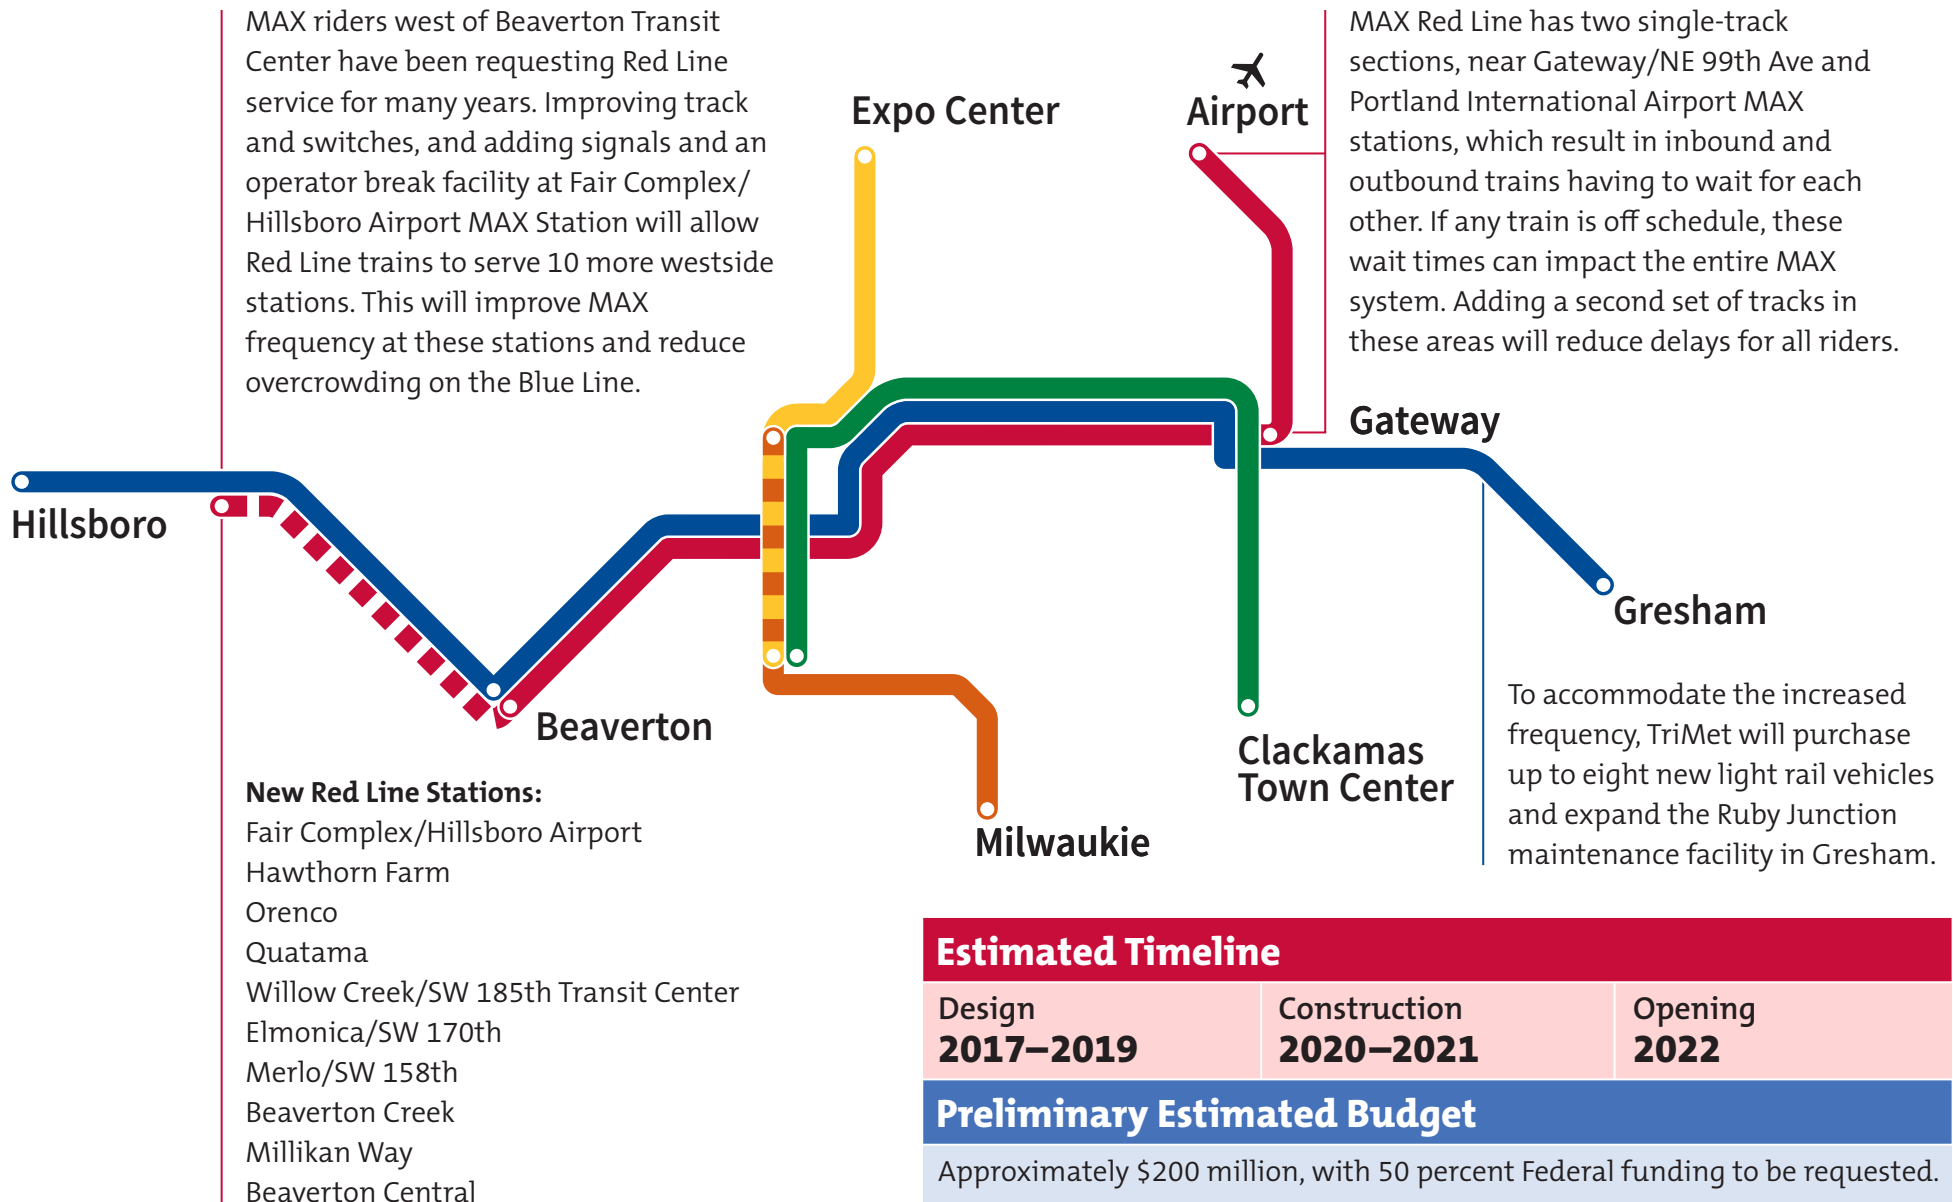 MAX riders west of Beaverton Transit
Center have been requesting Red Line
service for many years. Improving track
and switches, and adding signals and an
operator break facility at Fair Complex/
Hillsboro Airport MAX Station will allow
Red Line trains to serve 10 more westside
stations. This will improve MAX
frequency at these stations and reduce
overcrowding on the Blue Line.
Expo Center
Airport
MAX Red Line has two single-track
sections, near Gateway/NE 99th Ave and
Portland International Airport MAX
stations, which result in inbound and
outbound trains having to wait for each
other. If any train is off schedule, these
wait times can impact the entire MAX
system. Adding a second set of tracks in
these areas will reduce delays for all riders.
Gateway
Hillsboro
Beaverton
Gresham
Clackamas
Town Center
Milwaukie
To accommodate the increased
frequency, TriMet will purchase
up to eight new light rail vehicles
and expand the Ruby Junction
maintenance facility in Gresham.
New Red Line Stations:
Fair Complex/Hillsboro Airport
Hawthorn Farm
Orenco
Quatama
Willow Creek/SW 185th Transit Center
Elmonica/SW 170th
Merlo/SW 158th
Beaverton Creek
Millikan Way
Beaverton Central
Estimated Timeline
Design
2017–2019
Construction
2020–2021
Opening
2022
Preliminary Estimated Budget
Approximately $200 million, with 50 percent Federal funding to be requested.